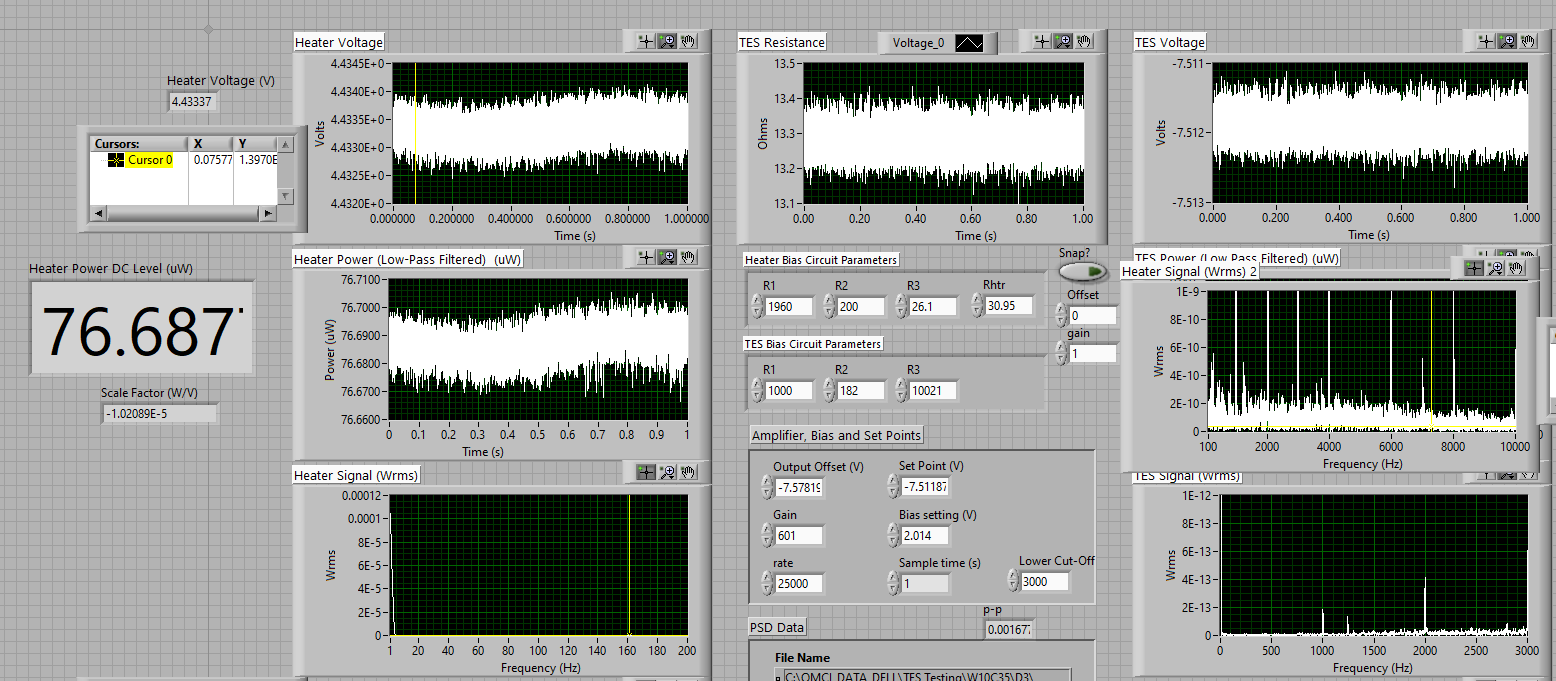 Heater Voltage
Heater Voltage (V)
4.43337
Cursors: X Y
Cursor 0 0.07577 1.3970E
Heater Power DC Level (uW)
76.687
Scale Factor (W/V)
-1.02089E-5
4.4345E+0
4.4340E+0
4.4335E+0
4.4330E+0
4.4325E+0
4.4320E+0
Volts
0.000000 0.200000 0.400000 0.600000 0.800000 1.000000
Time (s)
Heater Power (Low-Pass Filtered) (uW)
76.7100
76.7000
76.6900
76.6800
76.6700
76.6600
Power (uW)
0 0.1 0.2 0.3 0.4 0.5 0.6 0.7 0.8 0.9 1
Time (s)
Heater Signal (Wrms)
0.00012
0.0001
8E-5
6E-5
4E-5
2E-5
0
Wrms
1 20 40 60 80 100 120 140 160 180 200
Frequency (Hz)
TES Resistance
Voltage_0
13.5
13.4
13.3
13.2
13.1
Ohms
0.00 0.20 0.40 0.60 0.80 1.00
Time (s)
Heater Bias Circuit Parameters
R1 R2 R3 Rhtr
1960 200 26.1 30.95
Snap?
Offset
0
gain
1
TES Bias Circuit Parameters
R1 R2 R3
1000 182 10021
Amplifier, Bias and Set Points
Output Offset (V) Set Point (V)
-7.57819 -7.51187
Gain Bias setting (V)
601 2.014
rate Sample time (s) Lower Cut-Off
25000 1 3000
p-p
0.00167
PSD Data
File Name
C:\OMCI_DATA_DELL\TES Testing\W10C35\D3\
TES Voltage
-7.511
-7.512
-7.513
Volts
0.000 0.200 0.400 0.600 0.800 1.000
Time (s)
TES Power (Low Pass Filtered) (uW)
Heater Signal (Wrms) 2
1E-9
8E-10
6E-10
4E-10
2E-10
0
Wrms
100 2000 4000 6000 8000 10000
Frequency (Hz)
TES Signal (Wrms)
1E-12
8E-13
6E-13
4E-13
2E-13
0
Wrms
0 500 1000 1500 2000 2500 3000
Frequency (Hz)